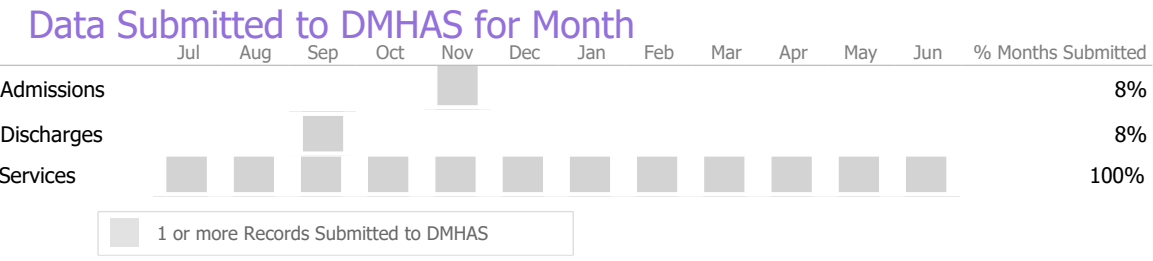 Data Submitted to DMHAS for Month
Jul Aug Sep Oct Nov Dec Jan Feb Mar Apr May Jun % Months Submitted
Admissions 8%
Discharges 8%
Services 100%
1 or more Records Submitted to DMHAS